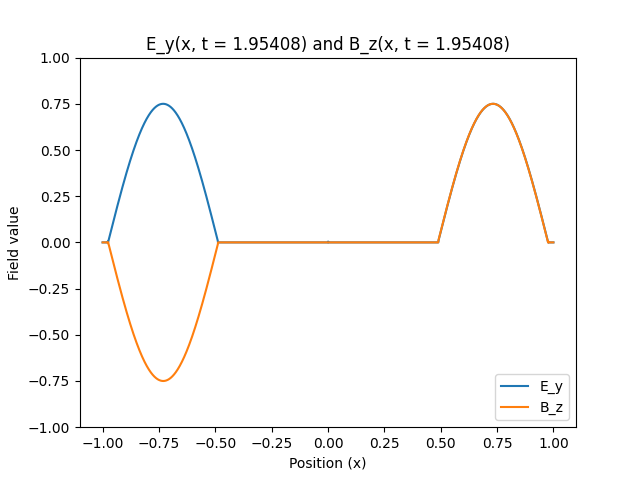 E_y(x, t = 1.95408) and B_z(x, t = 1.95408)
1.00
0.75
0.50
0.25
0.00
−0.25
−0.50
−0.75
−1.00
Field value
−1.00 −0.75 −0.50 −0.25 0.00 0.25 0.50 0.75 1.00
Position (x)
E_y
B_z